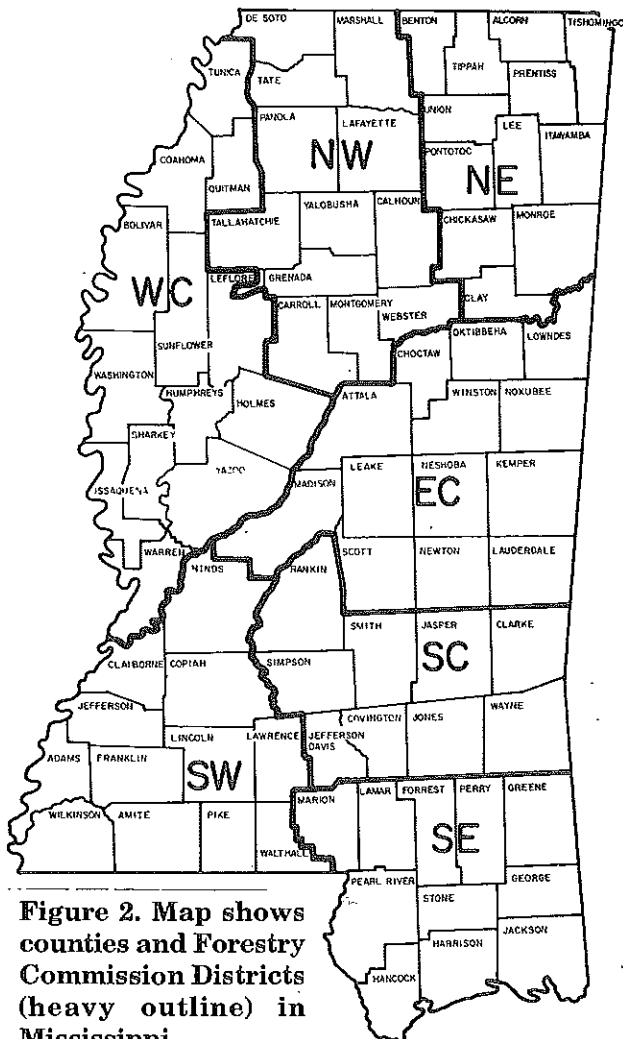 DE SOTO
MARSHALL
BENTON
ALCORN
TISHOMINGO
TUNICA
TATE
TIPPAH
PRENTISS
PANOLA
LAFAYETTE
UNION
LEE
ITAWAMBA
COAHOMA
NW
PONTOTOC
NE
QUITMAN
BOLIVAR
TALLAHATCHIE
YALOBUSHA
CALHOUN
CHICKASAW
MONROE
WC
LEFLORE
GRENADA
CLAY
CARROLL
MONTGOMERY
WEBSTER
OKTIBBEHA
LOWNDES
SUNFLOWER
CHOCTAW
WASHINGTON
HUMPHREYS
HOLMES
ATTALA
WINSTON
NOXUBEE
SHARKEY
YAZOO
LEAKE
NESHOBA
KEMPER
ISSAQUENA
MADISON
EC
WARREN
HINDS
RANKIN
SCOTT
NEWTON
LAUDERDALE
SMITH
JASPER
CLARKE
CLAIBORNE
COPIAH
SIMPSON
SC
JEFFERSON
LINCOLN
LAWRENCE
JEFFERSON
DAVIS
COVINGTON
JONES
WAYNE
ADAMS
FRANKLIN
SW
MARION
LAMAR
FORREST
PERRY
GREENE
WILKINSON
AMITE
PIKE
WALTHALL
SE
PEARL RIVER
STONE
GEORGE
HARRISON
JACKSON
HANCOCK
Figure 2. Map shows
counties and Forestry
Commission Districts
(heavy outline) in
Mississippi